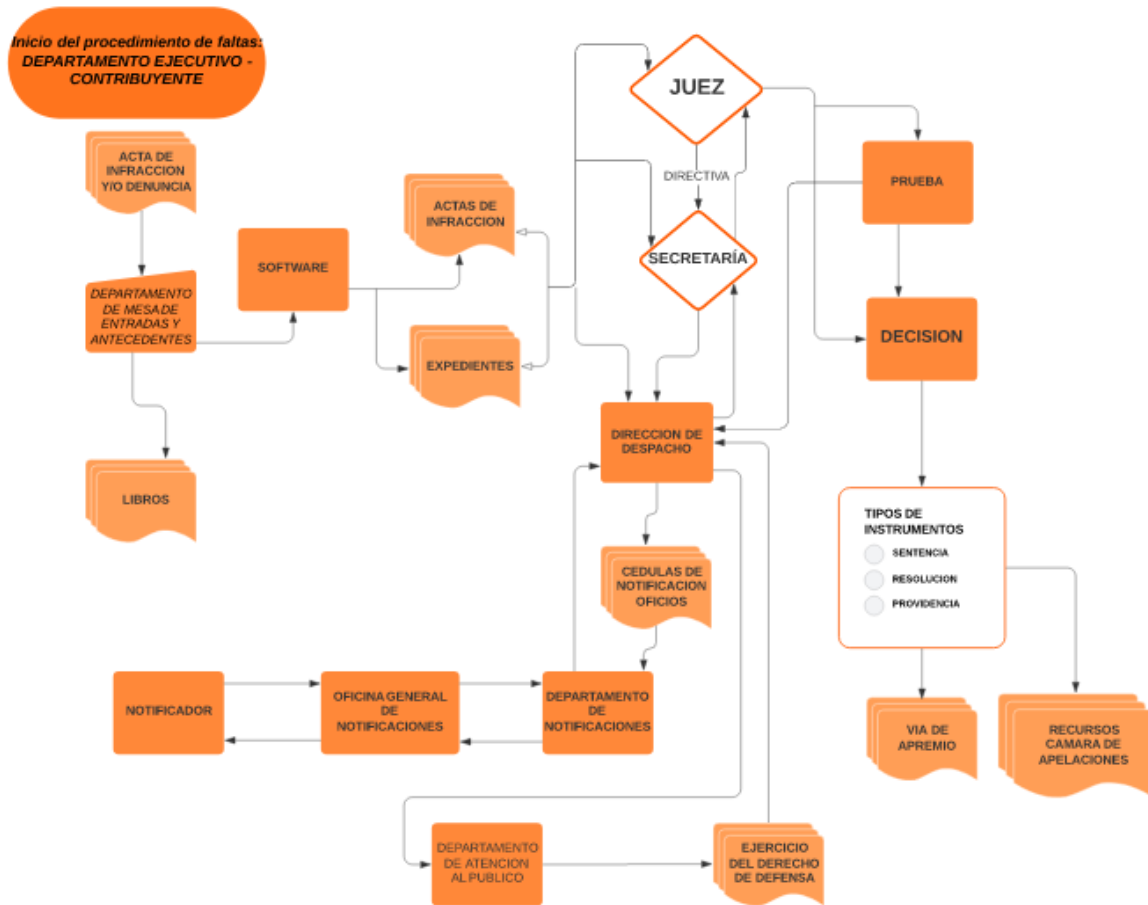 Inicio del procedimiento de faltas:
DEPARTAMENTO EJECUTIVO -
CONTRIBUYENTE
JUEZ
ACTA DE
INFRACCION
Y/O DENUNCIA
DIRECTIVA
PRUEBA
ACTAS DE
INFRACCION
SOFTWARE
SECRETARÍA
DEPARTAMENTO
DE MESA DE
ENTRADAS Y
ANTECEDENTES
DECISION
EXPEDIENTES
DIRECCION DE
DESPACHO
LIBROS
TIPOS DE
INSTRUMENTOS
SENTENCIA
RESOLUCION
PROVIDENCIA
CEDULAS DE
NOTIFICACION
OFICIOS
NOTIFICADOR
OFICINA GENERAL
DE
NOTIFICACIONES
DEPARTAMENTO
DE
NOTIFICACIONES
VIA DE
APREMIO
RECURSOS
CAMARA DE
APELACIONES
DEPARTAMENTO
DE ATENCION
AL PUBLICO
EJERCICIO
DEL DERECHO
DE DEFENSA